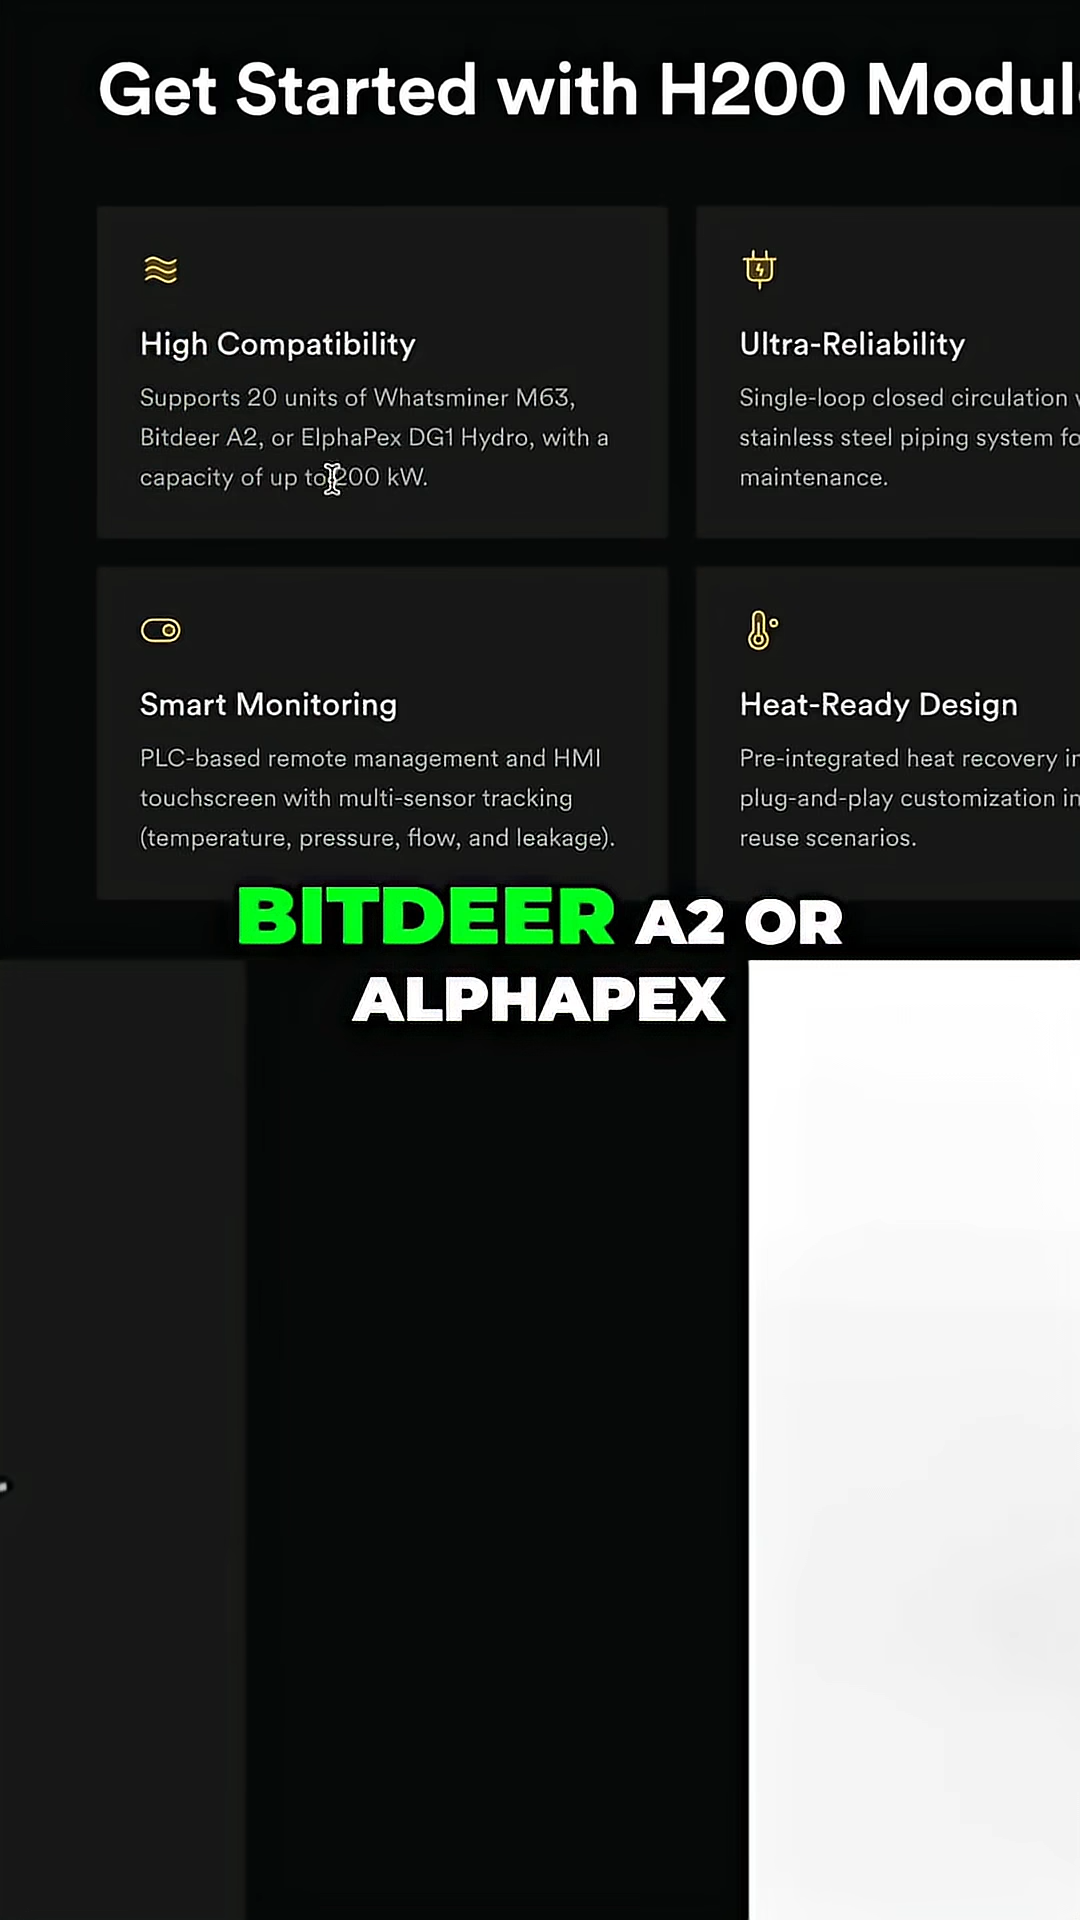 Get Started with H200 Modul
High Compatibility
Supports 20 units of Whatsminer M63,
Bitdeer A2, or ElphaPex DG1 Hydro, with a
capacity of up to 200 kW.
Ultra-Reliability
Single-loop closed circulation
stainless steel piping system fo
maintenance.
Smart Monitoring
PLC-based remote management and HMI
touchscreen with multi-sensor tracking
(temperature, pressure, flow, and leakage).
Heat-Ready Design
Pre-integrated heat recovery in
plug-and-play customization in
reuse scenarios.
BITDEER A2 OR
ALPHAPEX